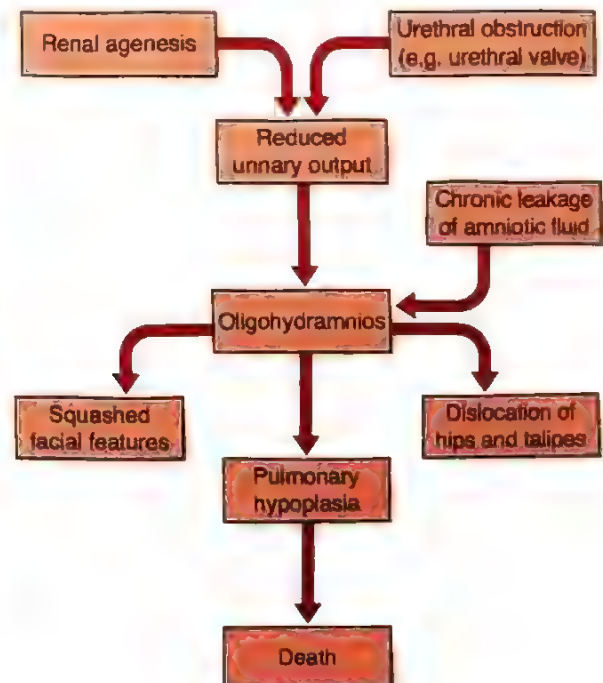 Renal agenesis
Urethral obstruction
(e.g. urethral valve)
Reduced
unnary output
Chronic leakage
of amniotic fluid
Oligohydramnios
Squashed
facial features
Dislocation of
hips and talipes
Pulmonary
hypoplasia
Death